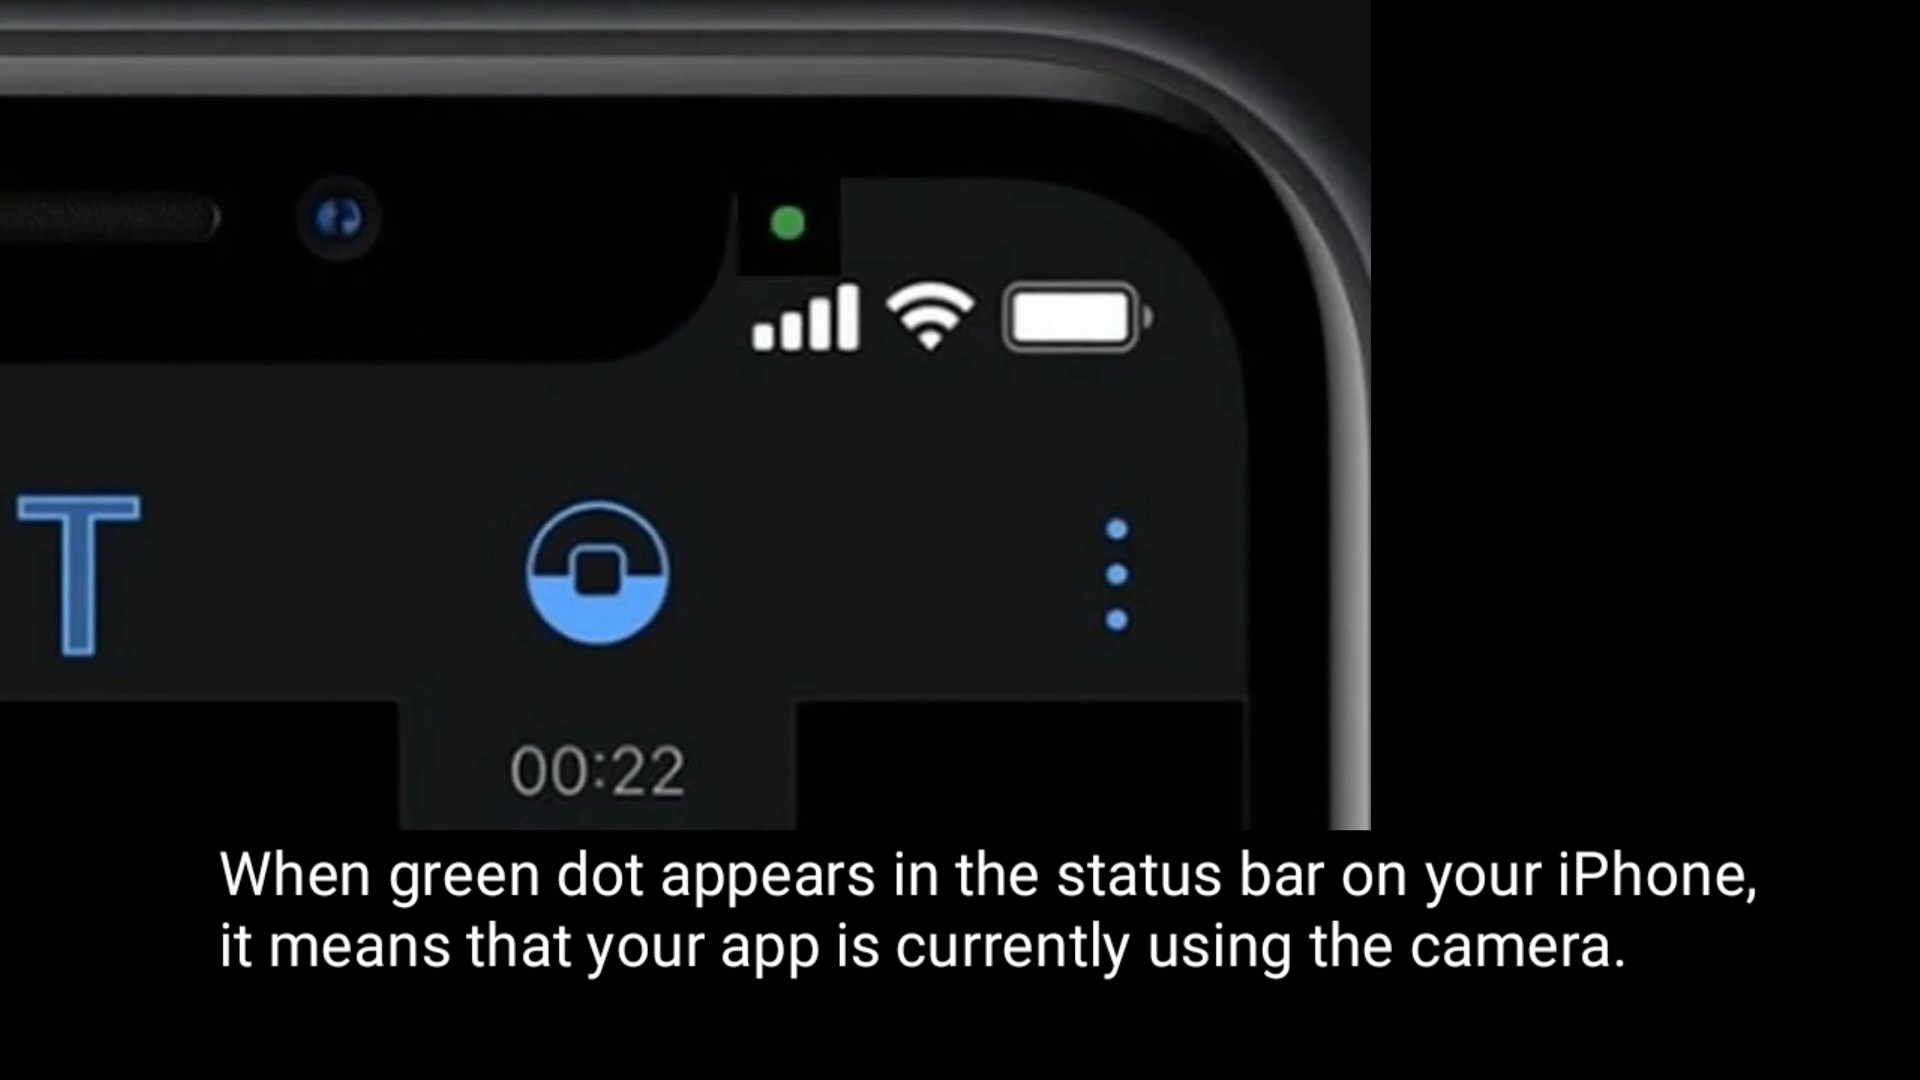 T
00:22
When green dot appears in the status bar on your iPhone,
it means that your app is currently using the camera.